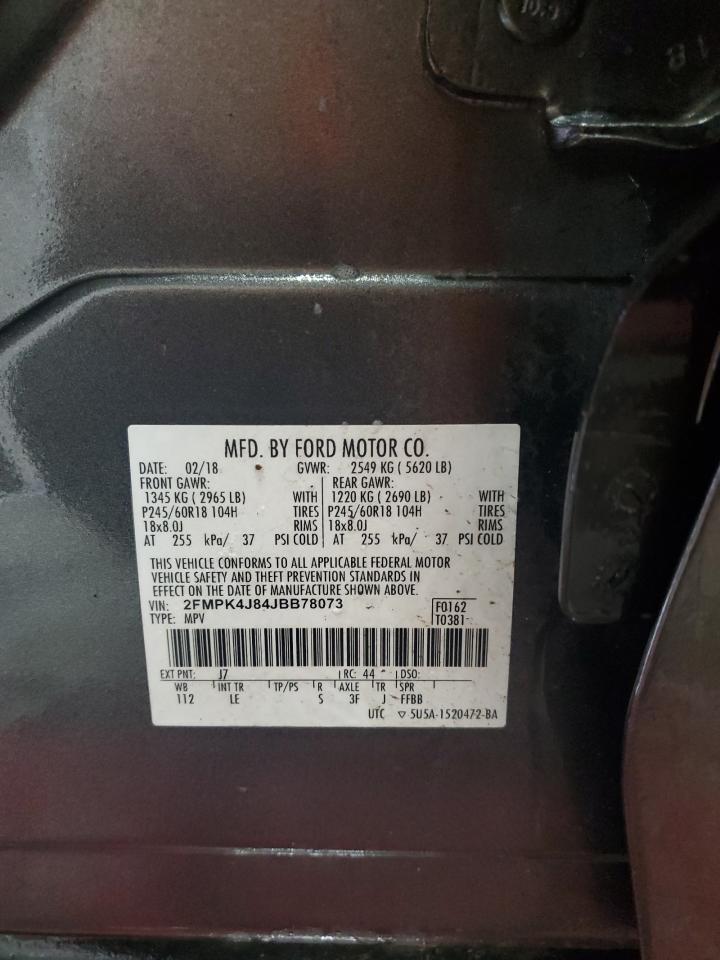 MFD. BY FORD MOTOR CO.
DATE: 02/18 GVWR: 2549 KG ( 5620 LB)
FRONT GAWR: REAR GAWR:
1345 KG ( 2965 LB) WITH 1220 KG ( 2690 LB) WITH
P245/60R18 104H TIRES P245/60R18 104H TIRES
18x8.0J RIMS 18x8.0J RIMS
AT 255 kPa/ 37 PSI COLD AT 255 kPa/ 37 PSI COLD
THIS VEHICLE CONFORMS TO ALL APPLICABLE FEDERAL MOTOR
VEHICLE SAFETY AND THEFT PREVENTION STANDARDS IN
EFFECT ON THE DATE OF MANUFACTURE SHOWN ABOVE.
VIN: 2FMPK4J84JBB78073 F0162
TYPE: MPV T0381
EXT PNT: J7 RC: 44 DSO:
WB INT TR TP/PS R AXLE TR SPR
112 LE S 3F J FFBB
UTC ▽ 5U5A-1520472-BA